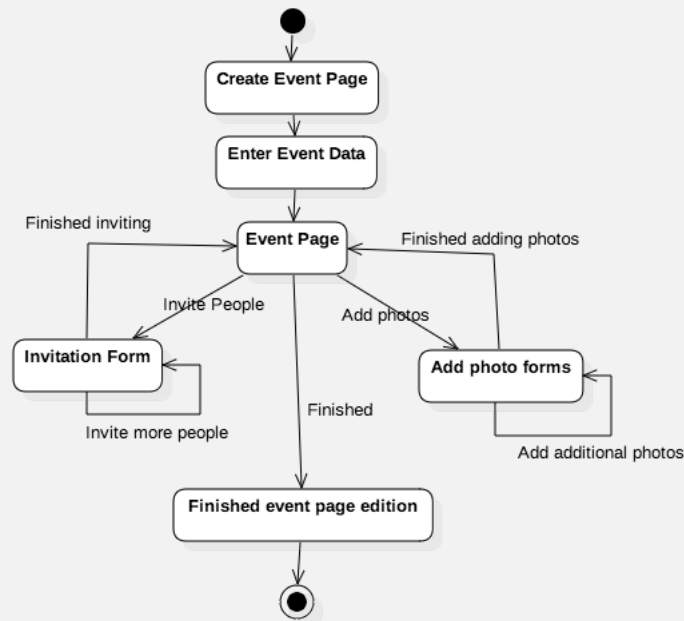 Create Event Page
Enter Event Data
Finished inviting
Event Page
Finished adding photos
Invite People
Add photos
Invitation Form
Add photo forms
Finished
Invite more people
Add additional photos
Finished event page edition